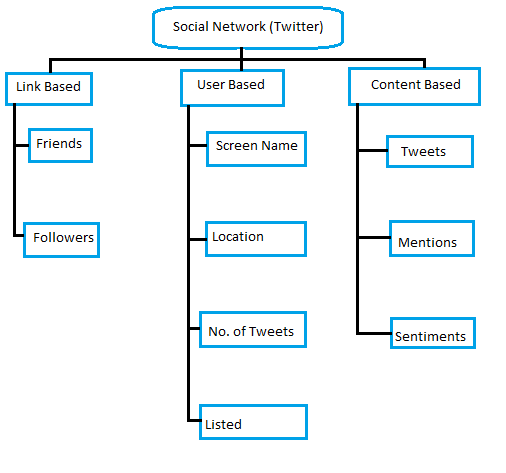 Social Network (Twitter)
Link Based
User Based
Content Based
Friends
Followers
Screen Name
Location
No. of Tweets
Listed
Tweets
Mentions
Sentiments